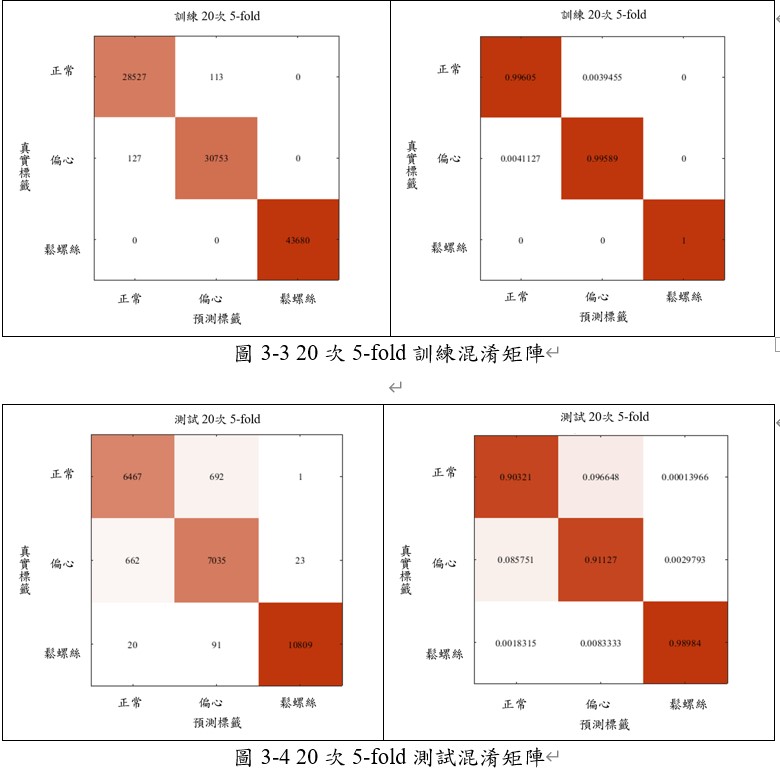 訓練 20次 5-fold
正常 28527 113 0
真實標籤
偏心 127 30753 0
鬆螺絲 0 0 43680
正常 偏心 鬆螺絲
預測標籤
訓練 20次 5-fold
正常 0.99605 0.0039455 0
真實標籤
偏心 0.0041127 0.99589 0
鬆螺絲 0 0 1
正常 偏心 鬆螺絲
預測標籤
圖 3-3 20 次 5-fold 訓練混淆矩陣
測試 20次 5-fold
正常 6467 692 1
真實標籤
偏心 662 7035 23
鬆螺絲 20 91 10809
正常 偏心 鬆螺絲
預測標籤
測試 20次 5-fold
正常 0.90321 0.096648 0.00013966
真實標籤
偏心 0.085751 0.91127 0.0029793
鬆螺絲 0.0018315 0.0083333 0.98984
正常 偏心 鬆螺絲
預測標籤
圖 3-4 20 次 5-fold 測試混淆矩陣